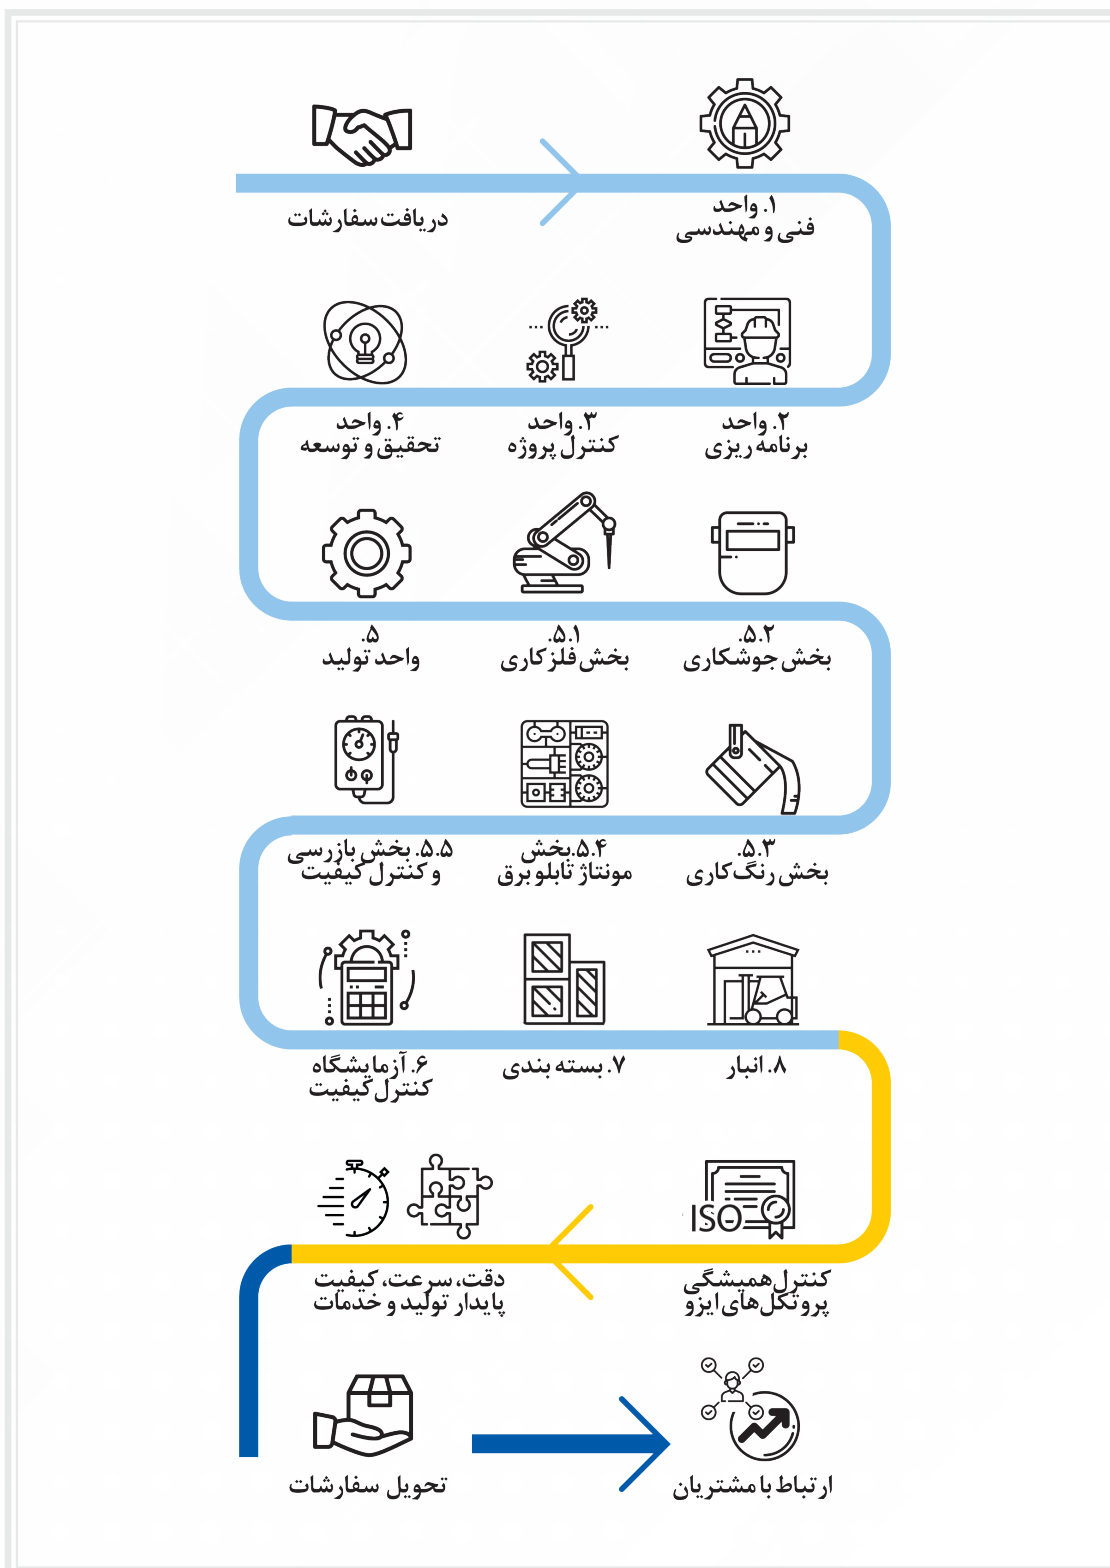 دریافت سفارشات
۱. واحد
فنی و مهندسی
۲. واحد
برنامه ریزی
۳. واحد
کنترل پروژه
۴. واحد
تحقیق و توسعه
۵.
واحد تولید
۵.۱.
بخش فلزکاری
۵.۲.
بخش جوشکاری
۵.۳.
بخش رنگ‌کاری
۵.۴.بخش
مونتاژ تابلو برق
۵.۵. بخش بازرسی
و کنترل کیفیت
۶. آزمایشگاه
کنترل کیفیت
۷. بسته بندی
۸. انبار
ISO
کنترل همیشگی
پروتکل‌های ایزو
دقت، سرعت، کیفیت
پایدار تولید و خدمات
تحویل سفارشات
ارتباط با مشتریان